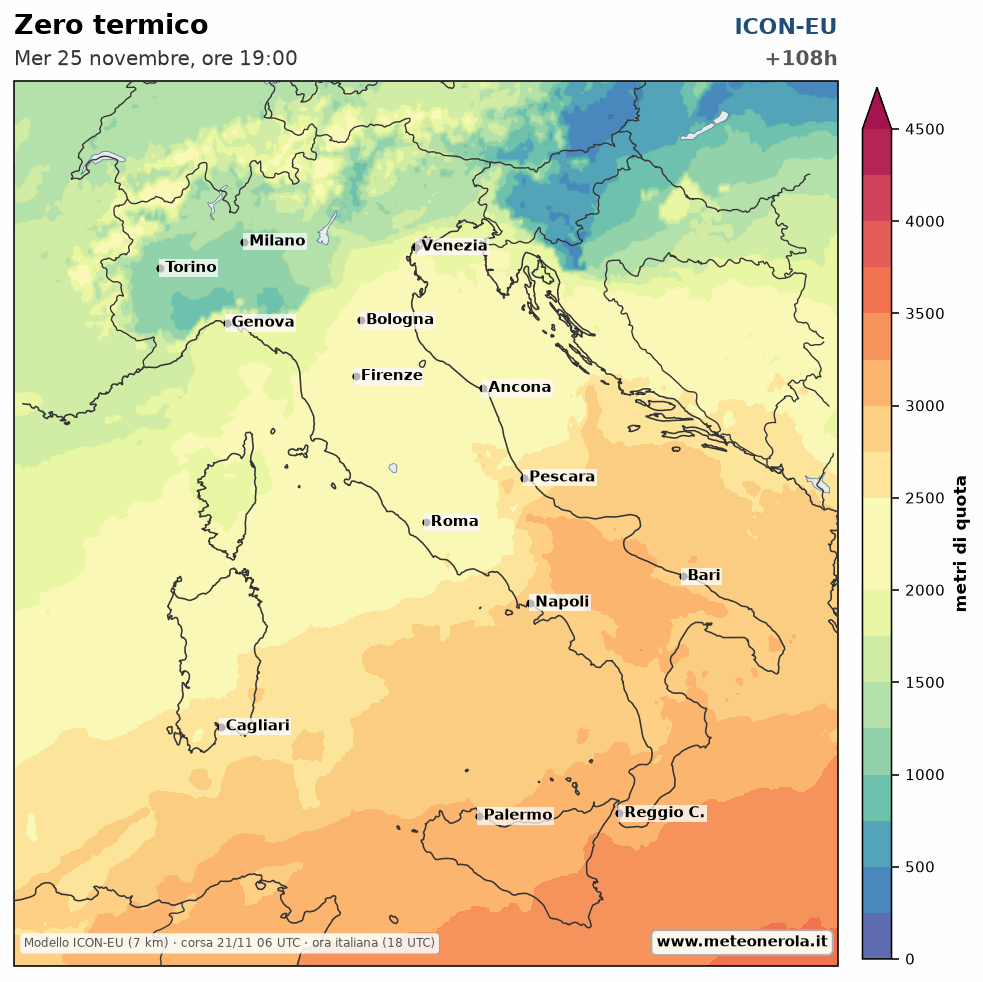 Zero termico
ICON-EU
Mer 25 novembre, ore 19:00
+108h
4500
4000
3500
3000
2500
2000
1500
1000
500
0
metri di quota
Milano
Venezia
Torino
Genova
Bologna
Firenze
Ancona
Pescara
Roma
Bari
Napoli
Cagliari
Palermo
Reggio C.
Modello ICON-EU (7 km) · corsa 21/11 06 UTC · ora italiana (18 UTC)
www.meteonerola.it